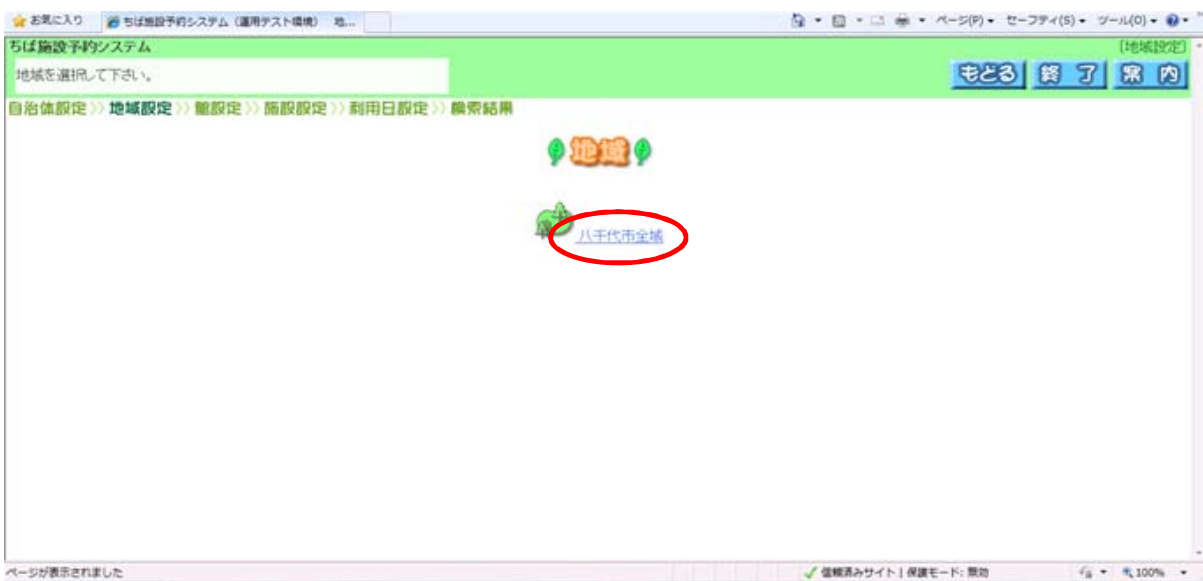 お気に入り ちば施設予約システム（運用テスト環境） 地... ページ(P) セーフティ(S) ツール(O)
ちば施設予約システム [地域設定]
地域を選択して下さい。 もどる 終了 案内
自治体設定>>地域設定>>館設定>>施設設定>>利用日設定>>検索結果
地域
八千代市全域
ページが表示されました 信頼済みサイト | 保護モード: 無効 100%